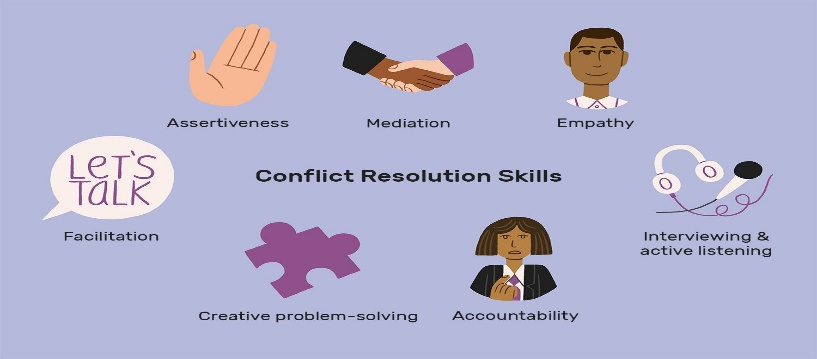 Assertiveness
Mediation
Empathy
LET'S
TALK
Facilitation
Conflict Resolution Skills
Interviewing &
active listening
Creative problem-solving
Accountability